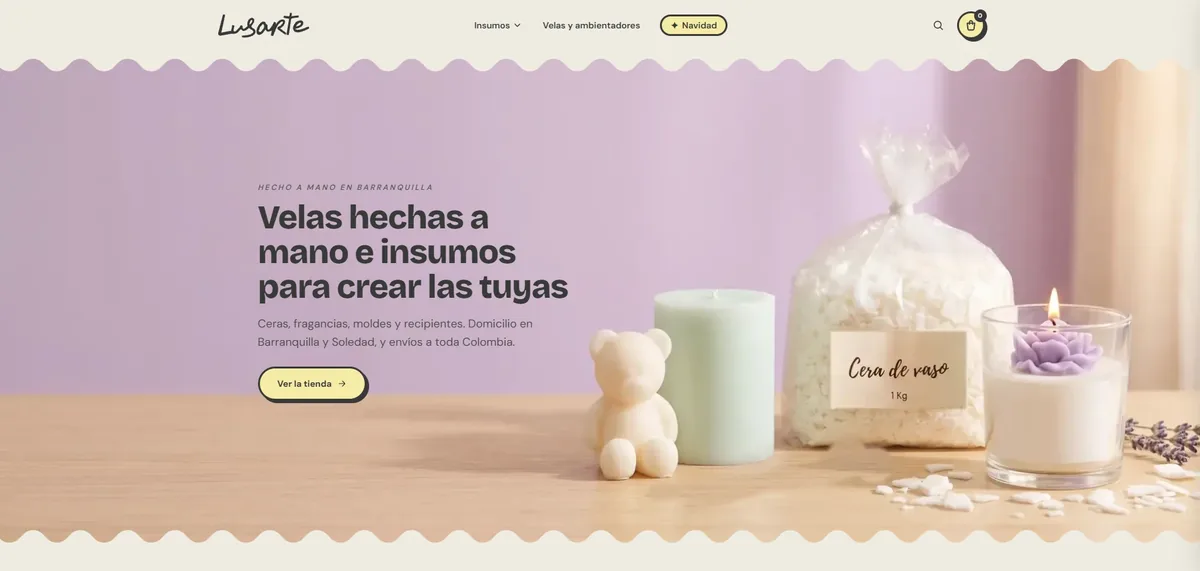 Lusarte
Insumos
Velas y ambientadores
✦ Navidad
0
HECHO A MANO EN BARRANQUILLA
Velas hechas a
mano e insumos
para crear las tuyas
Ceras, fragancias, moldes y recipientes. Domicilio en
Barranquilla y Soledad, y envíos a toda Colombia.
Ver la tienda →
Cera de vaso
1 Kg